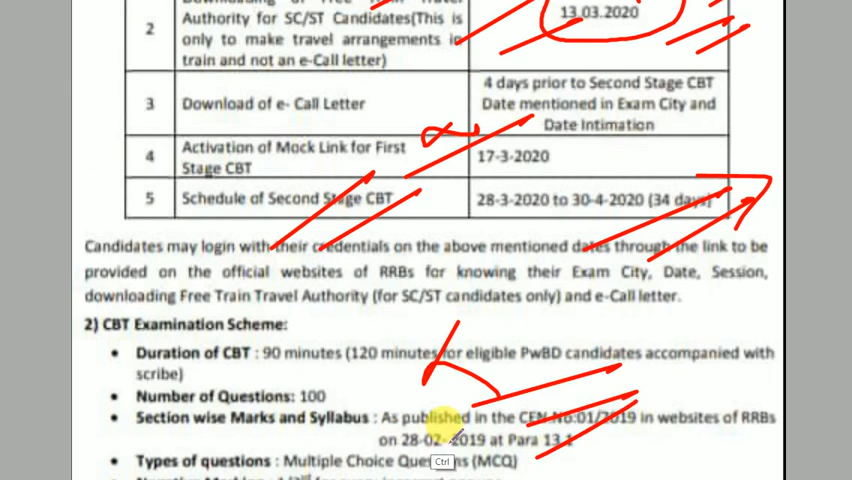 Authority for SC/ST Candidates(This is
13.03.2020
2
only to make travel arrangements in
train and not an e-Call letter)
3 Download of e- Call Letter
4 days prior to Second Stage CBT
Date mentioned in Exam City and
Date Intimation
4 Activation of Mock Link for First
Stage CBT
17-3-2020
5 Schedule of Second Stage CBT 28-3-2020 to 30-4-2020 (34 days)
Candidates may login with their credentials on the above mentioned dates through the link to be
provided on the official websites of RRBs for knowing their Exam City, Date, Session,
downloading Free Train Travel Authority (for SC/ST candidates only) and e-Call letter.
2) CBT Examination Scheme:
• Duration of CBT : 90 minutes (120 minutes for eligible PwBD candidates accompanied with
scribe)
• Number of Questions: 100
• Section wise Marks and Syllabus : As published in the CEN No:01/2019 in websites of RRBs
on 28-02-2019 at Para 13.1
• Types of questions : Multiple Choice Questions (MCQ)
Ctrl